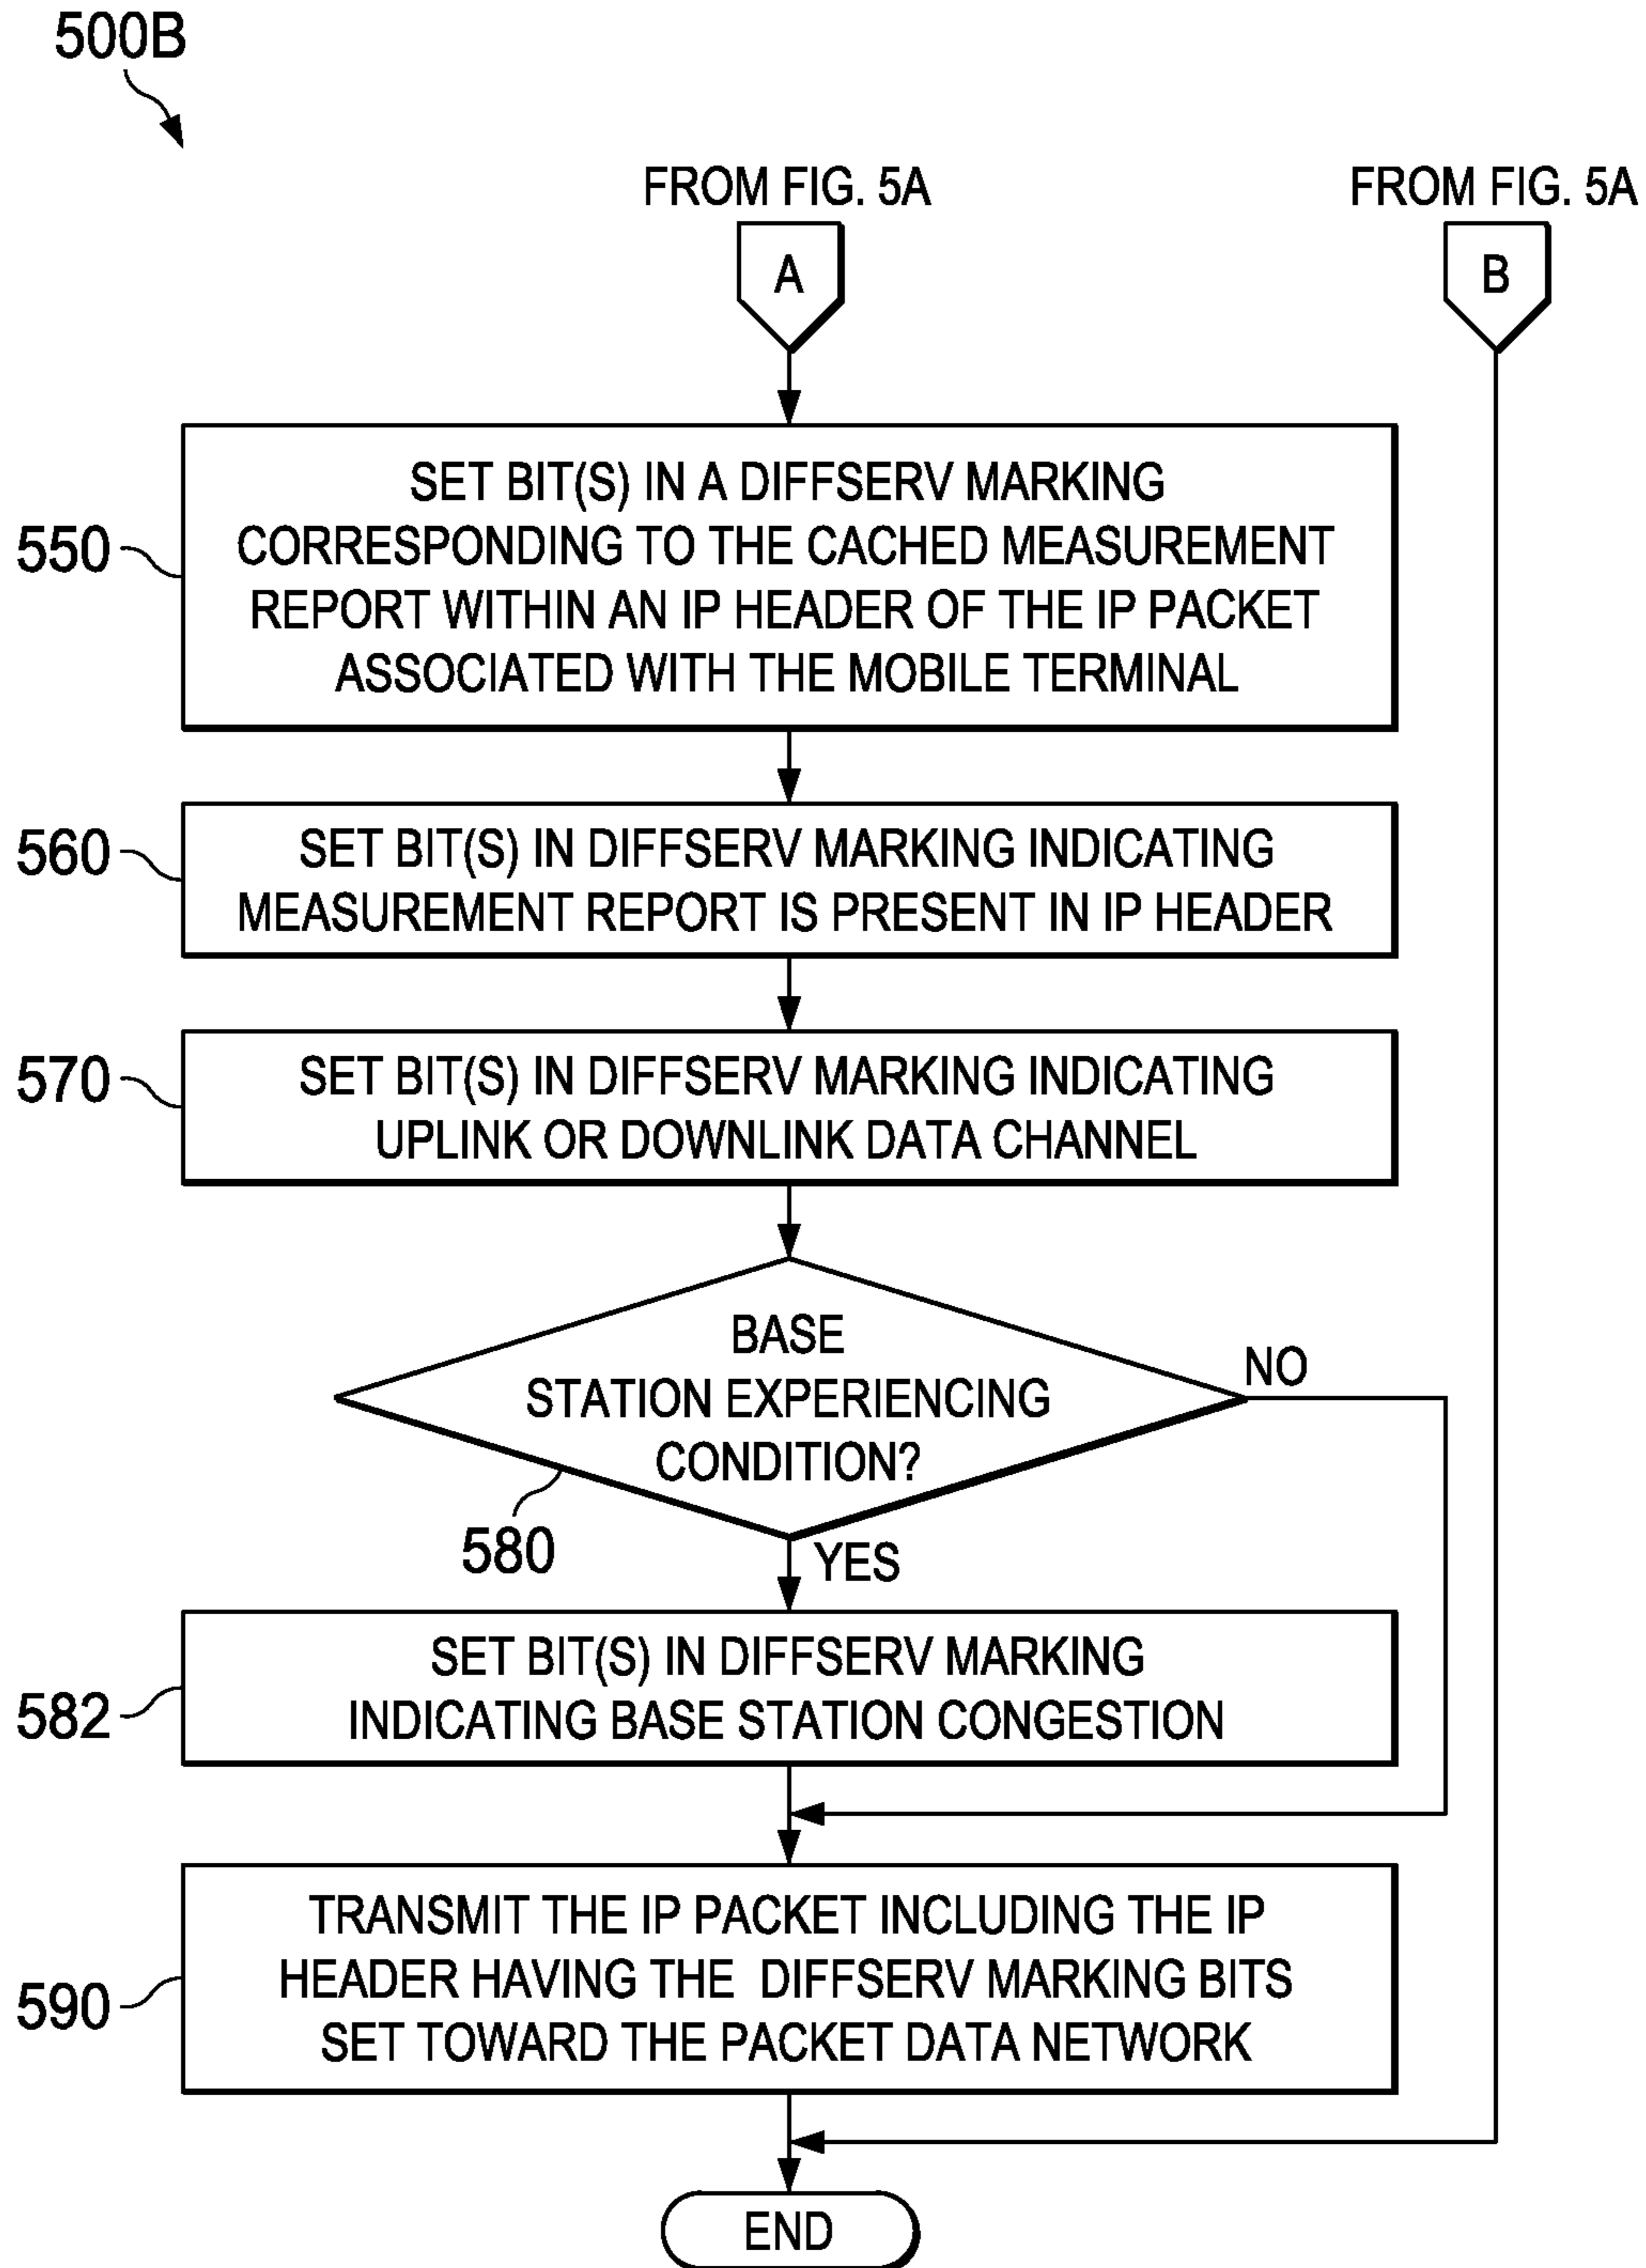 500B
FROM FIG. 5A
FROM FIG. 5A
A
B
550
SET BIT(S) IN A DIFFSERV MARKING
CORRESPONDING TO THE CACHED MEASUREMENT
REPORT WITHIN AN IP HEADER OF THE IP PACKET
ASSOCIATED WITH THE MOBILE TERMINAL
560
SET BIT(S) IN DIFFSERV MARKING INDICATING
MEASUREMENT REPORT IS PRESENT IN IP HEADER
570
SET BIT(S) IN DIFFSERV MARKING INDICATING
UPLINK OR DOWNLINK DATA CHANNEL
BASE
STATION EXPERIENCING
CONDITION?
NO
580
YES
582
SET BIT(S) IN DIFFSERV MARKING
INDICATING BASE STATION CONGESTION
590
TRANSMIT THE IP PACKET INCLUDING THE IP
HEADER HAVING THE DIFFSERV MARKING BITS
SET TOWARD THE PACKET DATA NETWORK
END